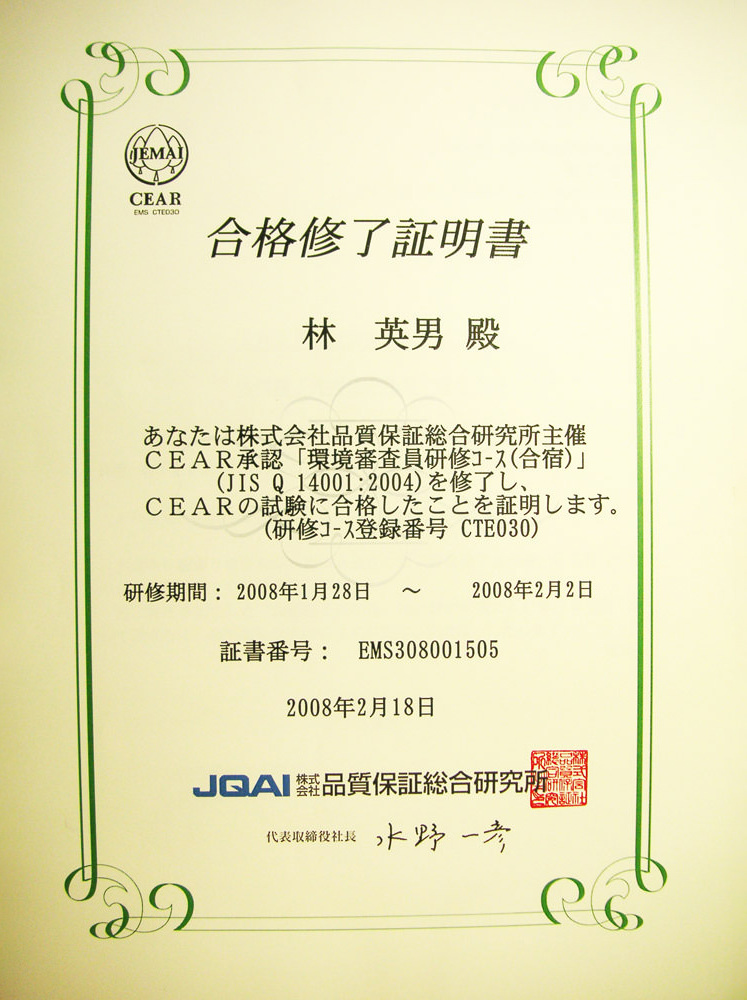 JEMAI
CEAR
EMS CTE030
合格修了証明書
林 英男 殿
あなたは株式会社品質保証総合研究所主催
CEAR承認「環境審査員研修ｺｰｽ(合宿)」
(JIS Q 14001:2004)を修了し、
CEARの試験に合格したことを証明します。
(研修ｺｰｽ登録番号 CTE030)
研修期間： 2008年1月28日 ～ 2008年2月2日
証書番号： EMS308001505
2008年2月18日
JQAI 株式会社 品質保証総合研究所
代表取締役社長 水野 一彦